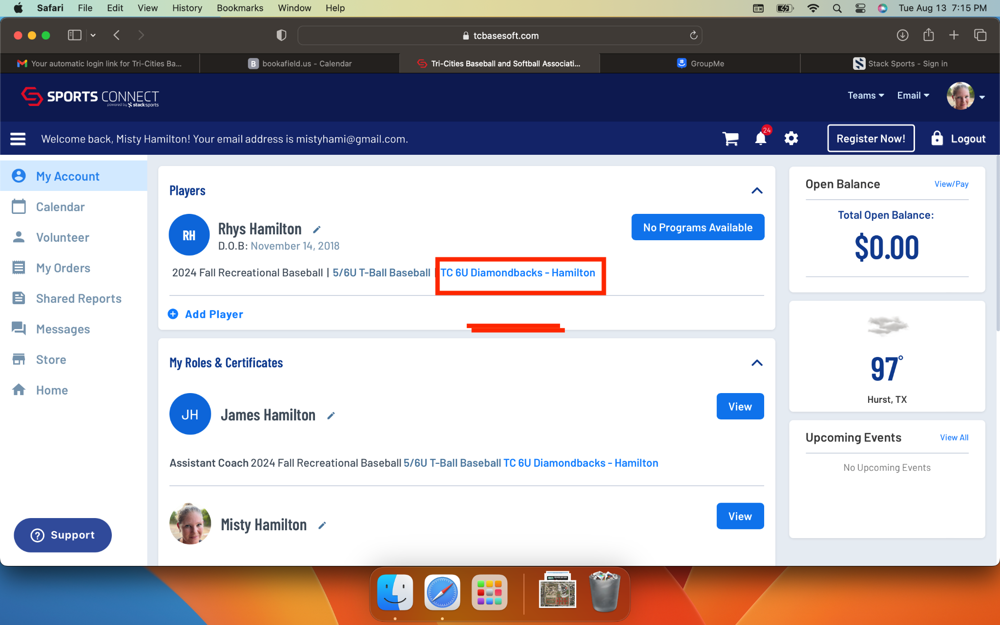 Safari File Edit View History Bookmarks Window Help Tue Aug 13 7:15 PM
tcbasesoft.com
Your automatic login link for Tri-Cities Ba...
B bookafield.us - Calendar
Tri-Cities Baseball and Softball Associati...
GroupMe
Stack Sports - Sign in
SPORTS CONNECT
powered by stack sports
Teams Email
Welcome back, Misty Hamilton! Your email address is mistyhami@gmail.com.
24
Register Now!
Logout
My Account
Calendar
Volunteer
My Orders
Shared Reports
Messages
Store
Home
Support
Players
RH
Rhys Hamilton
D.O.B: November 14, 2018
No Programs Available
2024 Fall Recreational Baseball | 5/6U T-Ball Baseball | TC 6U Diamondbacks - Hamilton
Add Player
My Roles & Certificates
JH
James Hamilton
View
Assistant Coach 2024 Fall Recreational Baseball 5/6U T-Ball Baseball TC 6U Diamondbacks - Hamilton
Misty Hamilton
View
Open Balance View/Pay
Total Open Balance:
$0.00
97°
Hurst, TX
Upcoming Events View All
No Upcoming Events